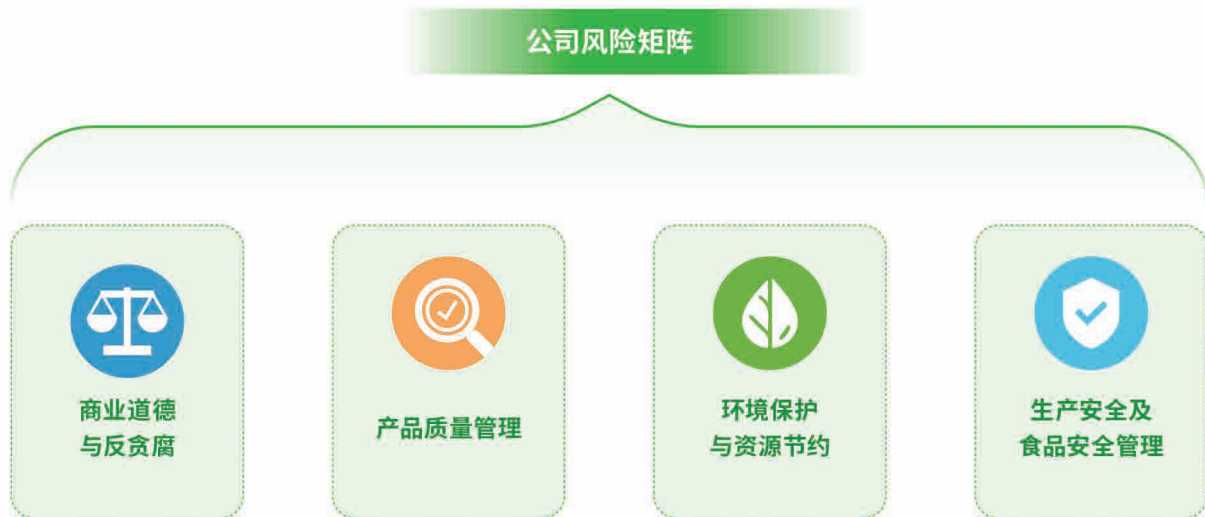 公司风险矩阵
商业道德
与反贪腐
产品质量管理
环境保护
与资源节约
生产安全及
食品安全管理